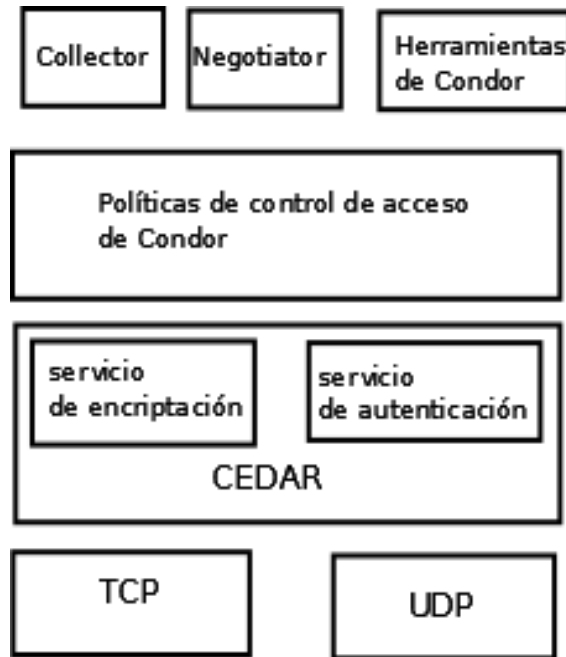 Collector
Negotiator
Herramientas
de Condor
Políticas de control de acceso
de Condor
servicio
de encriptación
servicio
de autenticación
CEDAR
TCP
UDP